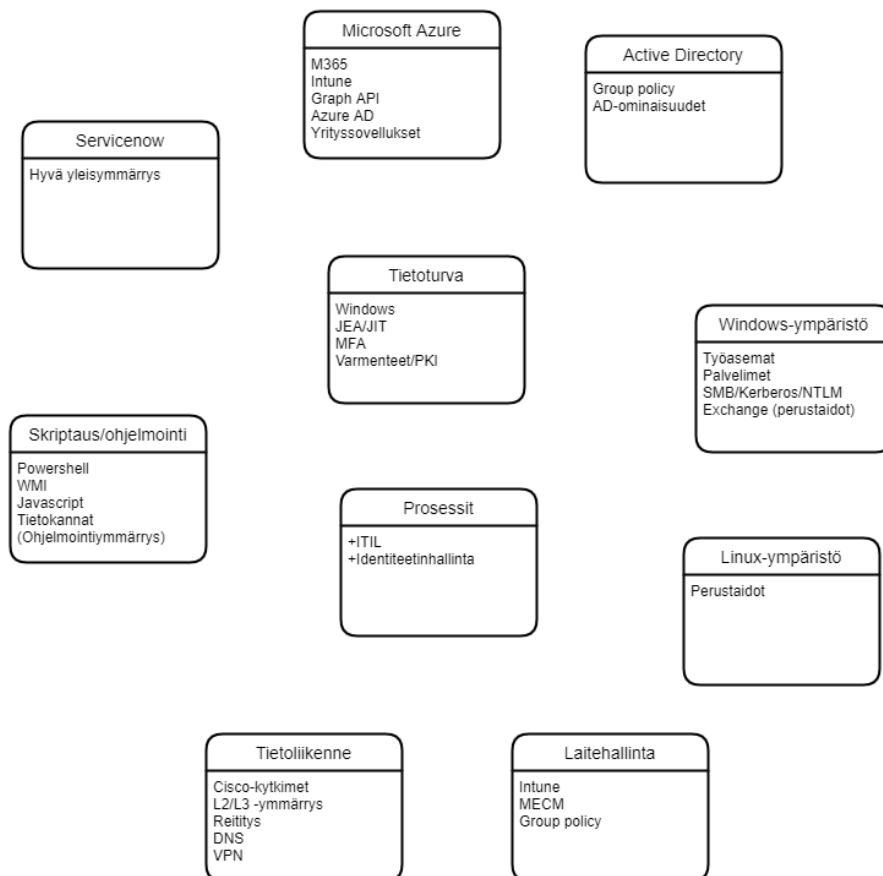 Microsoft Azure
M365
Intune
Graph API
Azure AD
Yrityssovellukset
Active Directory
Group policy
AD-ominaisuudet
Servicenow
Hyvä yleisymmärrys
Tietoturva
Windows
JEA/JIT
MFA
Varmenteet/PKI
Windows-ympäristö
Työasemat
Palvelimet
SMB/Kerberos/NTLM
Exchange (perustaidot)
Skriptaus/ohjelmointi
Powershell
WMI
Javascript
Tietokannat
(Ohjelmointiymmärrys)
Prosessit
+ITIL
+Identiteetinhallinta
Linux-ympäristö
Perustaidot
Tietoliikenne
Cisco-kytkimet
L2/L3 -ymmärrys
Reititys
DNS
VPN
Laitehallinta
Intune
MECM
Group policy